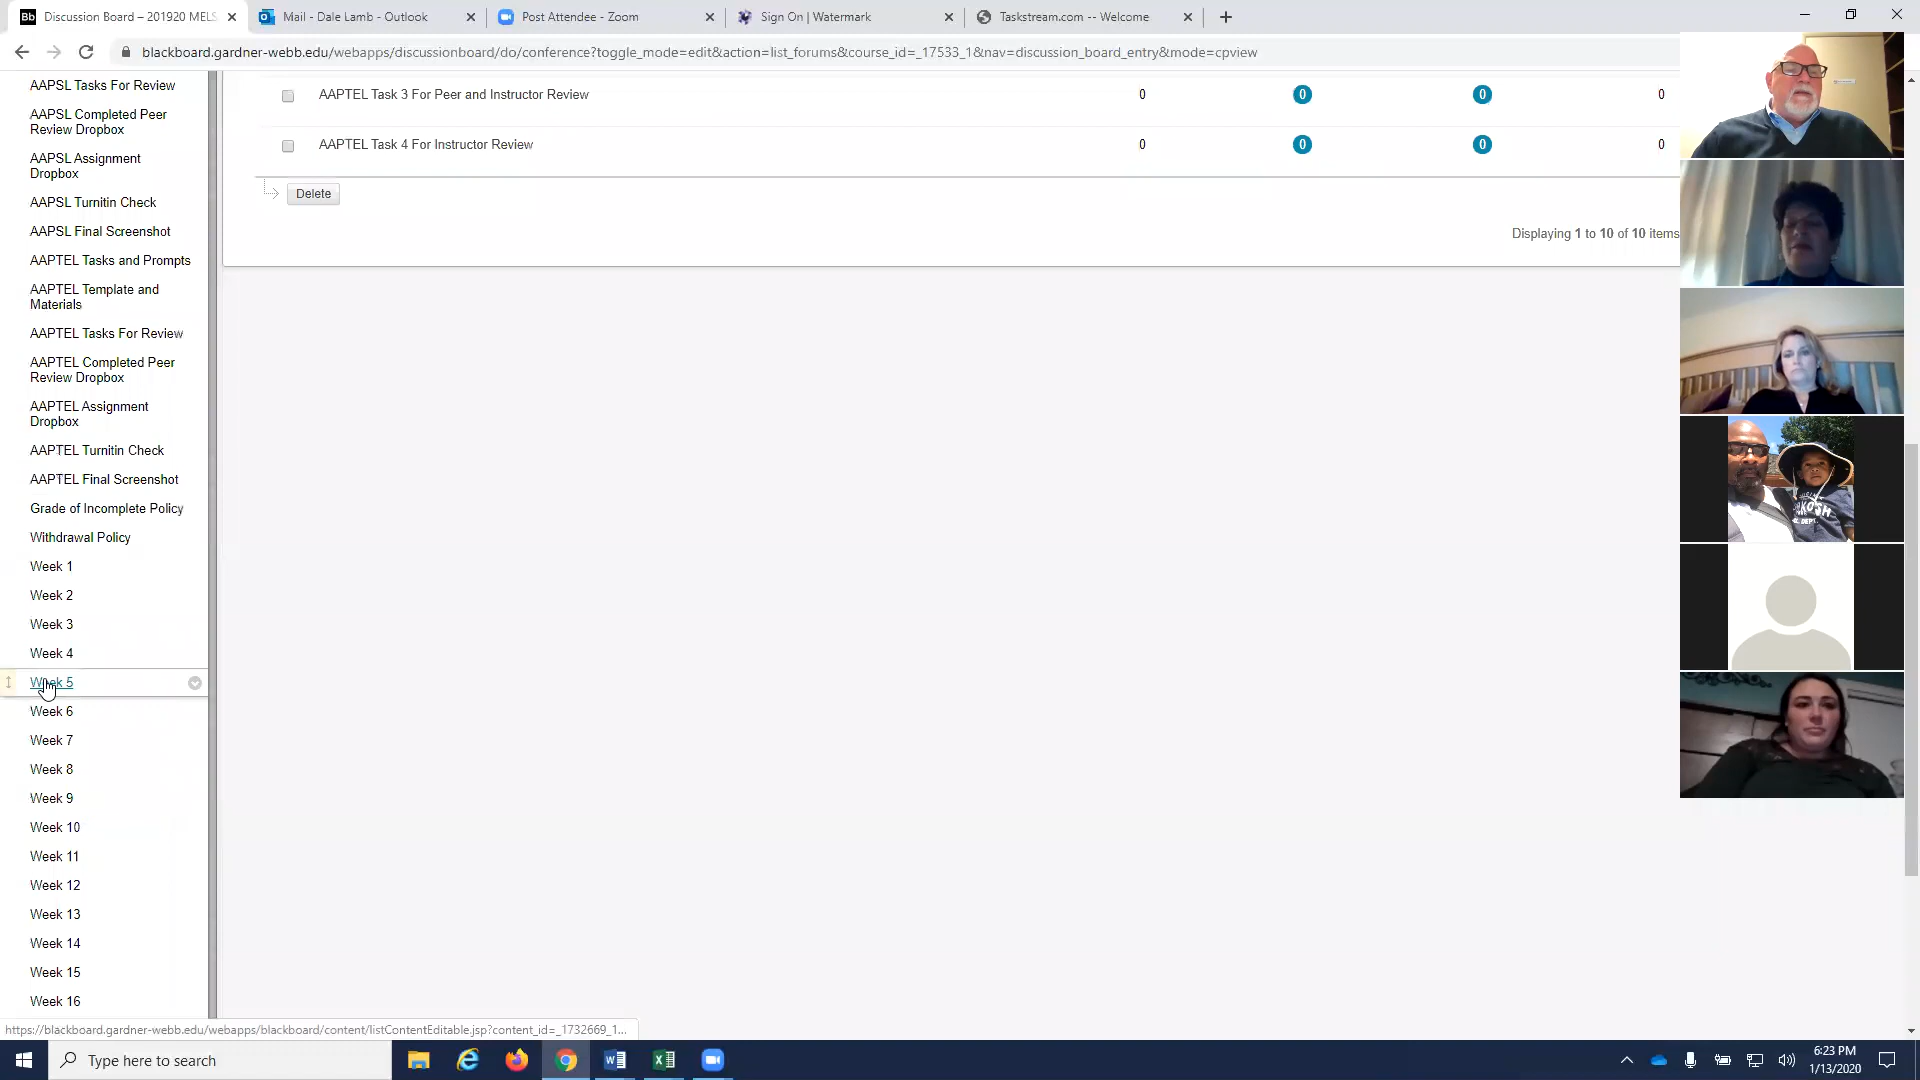 Bb Discussion Board – 201920 MELS
Mail - Dale Lamb - Outlook
Post Attendee - Zoom
Sign On | Watermark
Taskstream.com -- Welcome
blackboard.gardner-webb.edu/webapps/discussionboard/do/conference?toggle_mode=edit&action=list_forums&course_id=_17533_1&nav=discussion_board_entry&mode=cpview
AAPSL Tasks For Review
AAPSL Completed Peer
Review Dropbox
AAPSL Assignment
Dropbox
AAPSL Turnitin Check
AAPSL Final Screenshot
AAPTEL Tasks and Prompts
AAPTEL Template and
Materials
AAPTEL Tasks For Review
AAPTEL Completed Peer
Review Dropbox
AAPTEL Assignment
Dropbox
AAPTEL Turnitin Check
AAPTEL Final Screenshot
Grade of Incomplete Policy
Withdrawal Policy
Week 1
Week 2
Week 3
Week 4
Week 5
Week 6
Week 7
Week 8
Week 9
Week 10
Week 11
Week 12
Week 13
Week 14
Week 15
Week 16
AAPTEL Task 3 For Peer and Instructor Review 0 0 0 0
AAPTEL Task 4 For Instructor Review 0 0 0 0
Delete
Displaying 1 to 10 of 10 items
https://blackboard.gardner-webb.edu/webapps/blackboard/content/listContentEditable.jsp?content_id=_1732669_1...
Type here to search
6:23 PM
1/13/2020